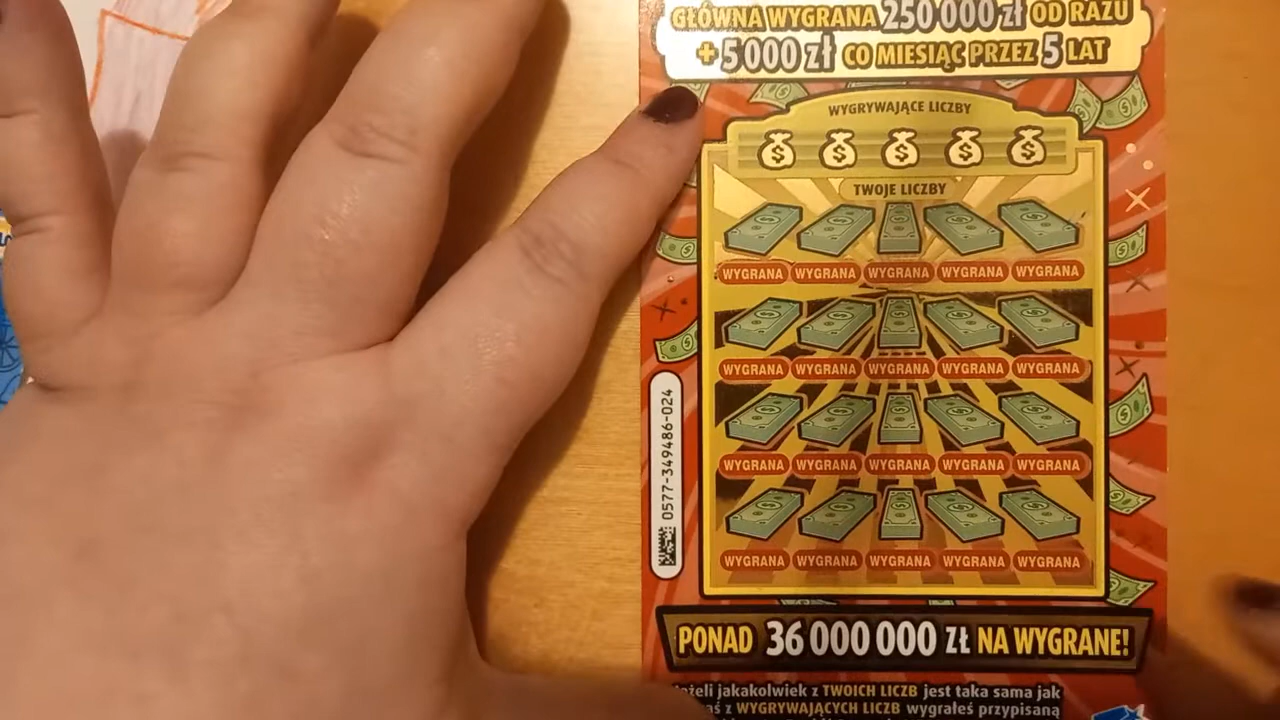 GŁÓWNA WYGRANA 250 000 zł OD RAZU
+ 5000 zł CO MIESIĄC PRZEZ 5 LAT
WYGRYWAJĄCE LICZBY
TWOJE LICZBY
WYGRANA WYGRANA WYGRANA WYGRANA WYGRANA
WYGRANA WYGRANA WYGRANA WYGRANA WYGRANA
WYGRANA WYGRANA WYGRANA WYGRANA WYGRANA
WYGRANA WYGRANA WYGRANA WYGRANA WYGRANA
0577-349486-024
PONAD 36 000 000 ZŁ NA WYGRANE!
jakakolwiek z TWOICH LICZB jest taka sama jak
z WYGRYWAJĄCYCH LICZB wygrałeś przypisaną